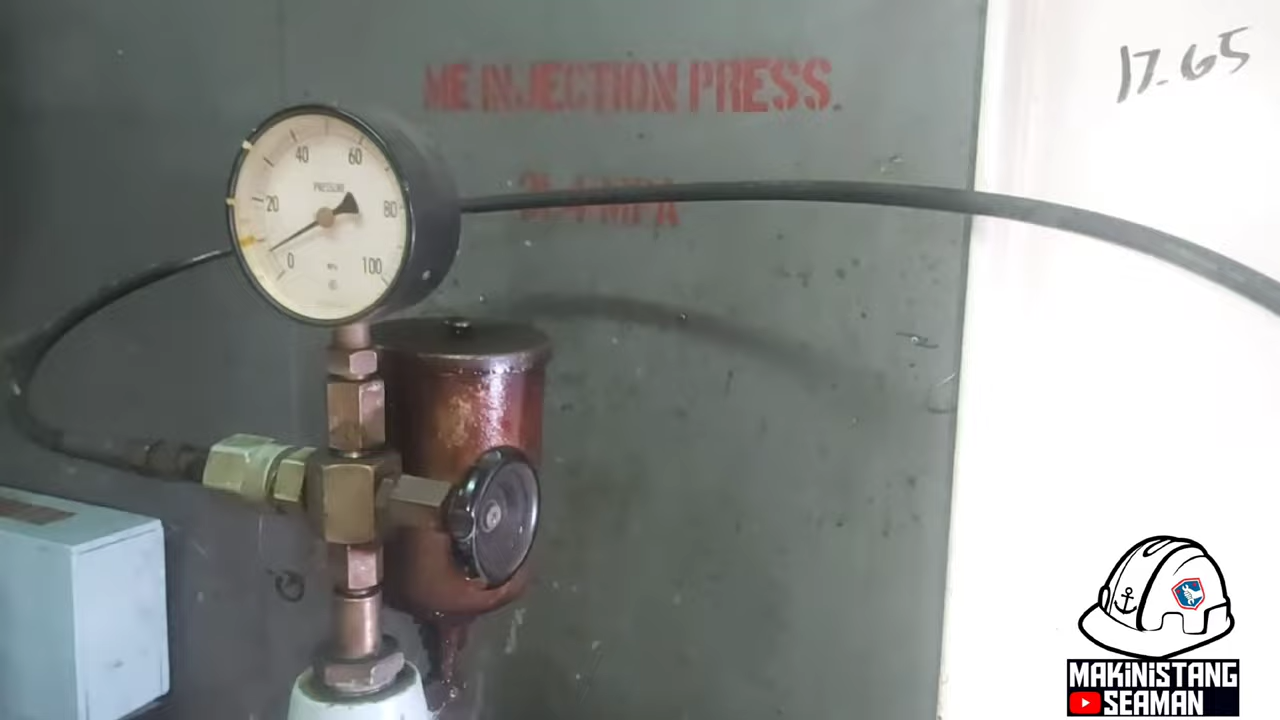 ME INJECTION PRESS.
17.65
40 60
PRESSURE
20 80
0 100
MAKINISTANG
SEAMAN